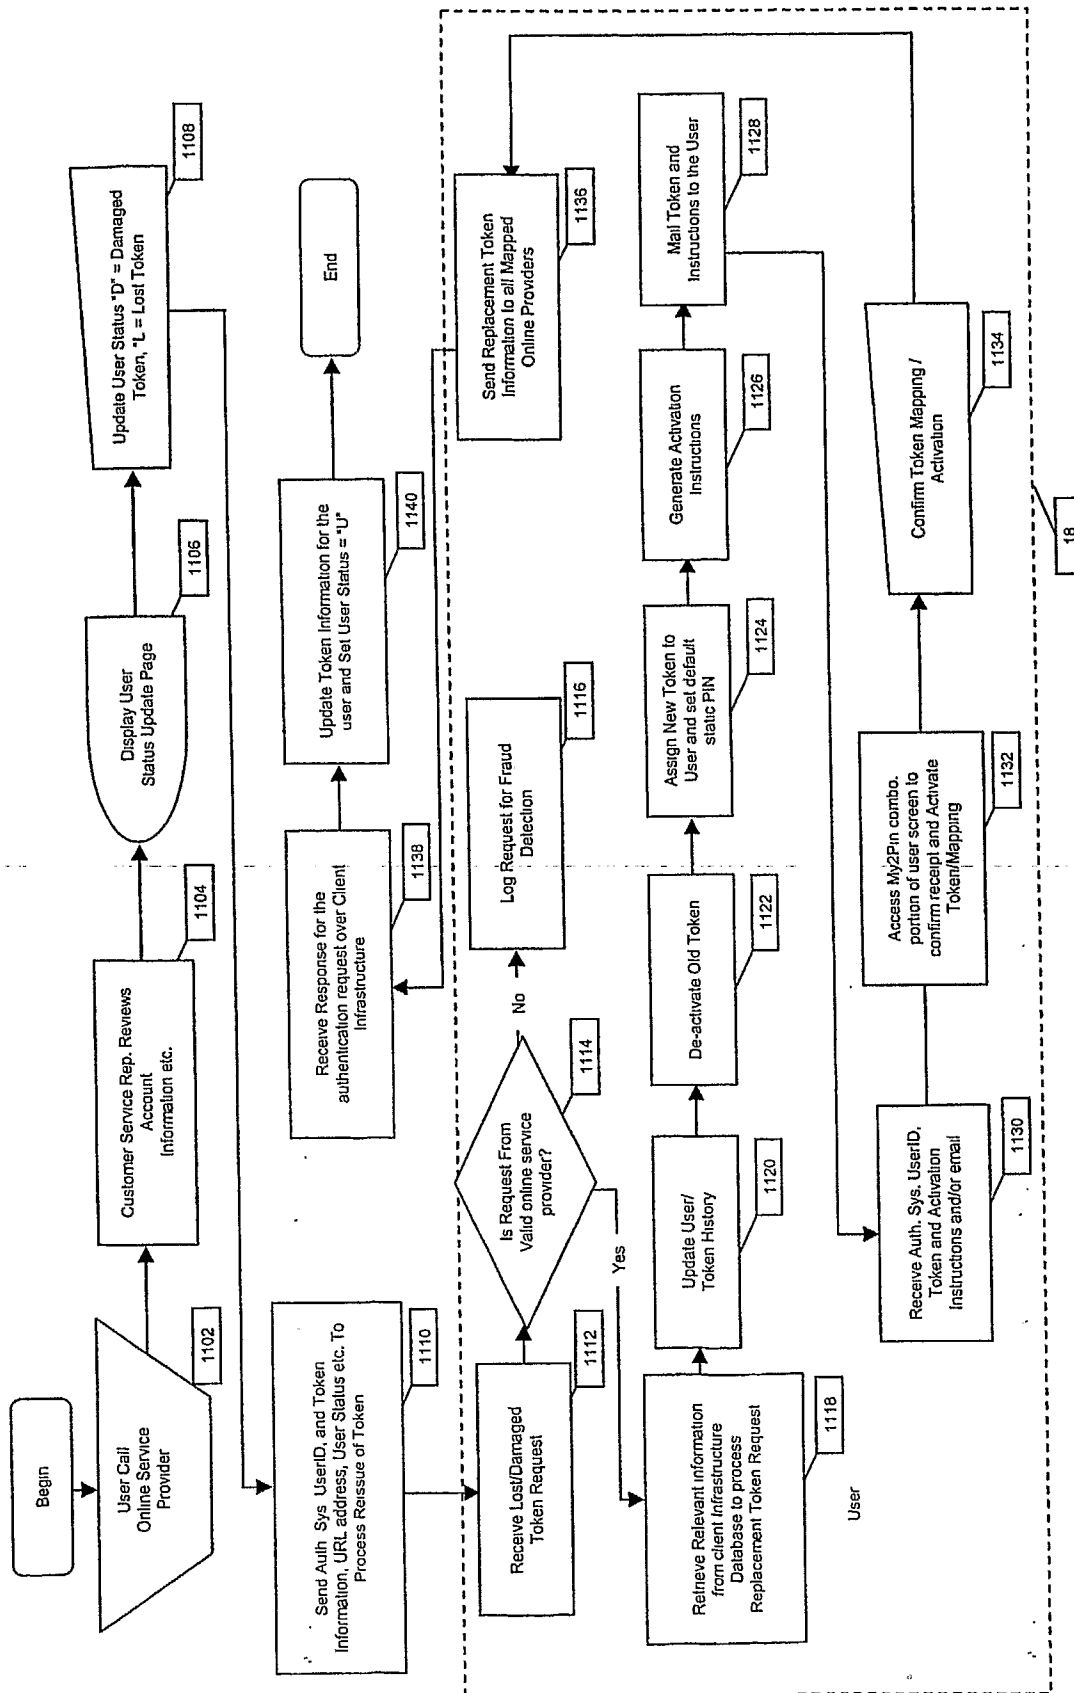 Begin
User Call
Online Service
Provider
1102
Customer Service Rep. Reviews
Account
Information etc.
1104
Display User
Status Update Page
1106
Update User Status "D" = Damaged
Token, "L = Lost Token
1108
Send Auth Sys UserID, and Token
Information, URL address, User Status etc. To
Process Reissue of Token
1110
Receive Response for the
authentication request over Client
Infrastructure
1138
Update Token Information for the
user and Set User Status = "U"
1140
End
Receive Lost/Damaged
Token Request
1112
Is Request From
Valid online service
provider?
1114
No
Yes
Log Request for Fraud
Detection
1116
Send Replacement Token
Information to all Mapped
Online Providers
1136
Retrieve Relevant information
from client Infrastructure
Database to process
Replacement Token Request
1118
Update User/
Token History
1120
De-activate Old Token
1122
Assign New Token to
User and set default
static PIN
1124
Generate Activation
Instructions
1126
Mail Token and
Instructions to the User
1128
User
Receive Auth. Sys. UserID,
Token and Activation
Instructions and/or email
1130
Access My2Pin combo.
portion of user screen to
confirm receipt and Activate
Token/Mapping
1132
Confirm Token Mapping /
Activation
1134
18